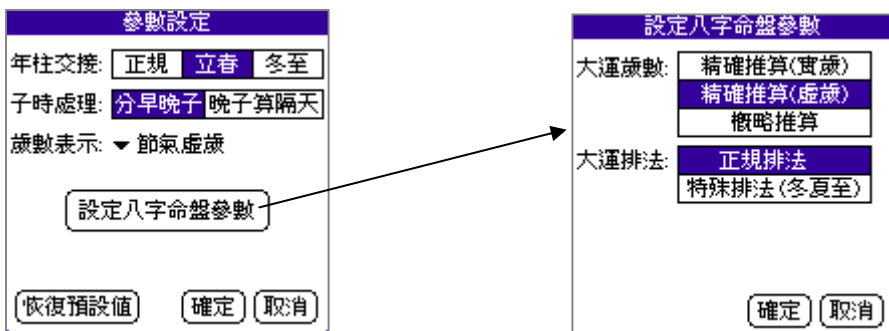 參數設定
年柱交接: 正規 立春 冬至
子時處理: 分早晚子 晚子算隔天
歲數表示: 節氣虛歲
設定八字命盤參數
恢復預設值 確定 取消
設定八字命盤參數
大運歲數: 精確推算(實歲)
精確推算(虛歲)
概略推算
大運排法: 正規排法
特殊排法(冬夏至)
確定 取消